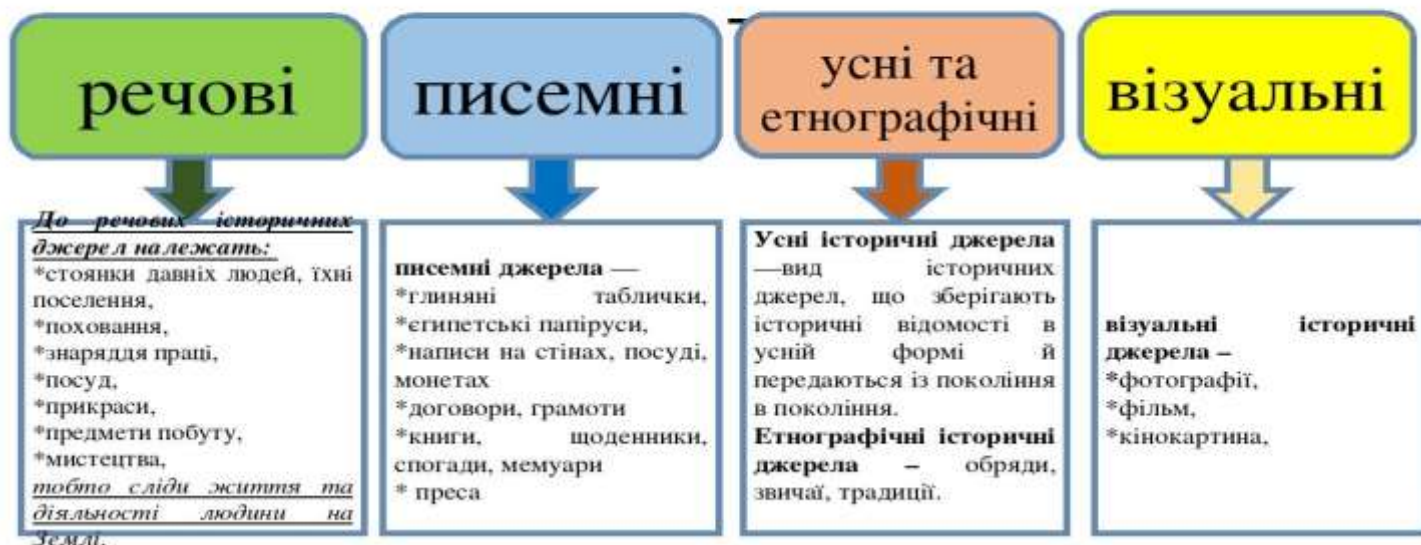 речові
писемні
усні та
етнографічні
візуальні
До речових історичних
джерел належать:
*стоянки давніх людей, їхні
поселення,
*поховання,
*знаряддя праці,
*посуд,
*прикраси,
*предмети побуту,
*мистецтва,
тобто сліди життя та
діяльності людини на
Землі.
писемні джерела —
*глиняні таблички,
*єгипетські папіруси,
*написи на стінах, посуді,
монетах
*договори, грамоти
*книги, щоденники,
спогади, мемуари
* преса
Усні історичні джерела
—вид історичних
джерел, що зберігають
історичні відомості в
усній формі й
передаються із покоління
в покоління.
Етнографічні історичні
джерела – обряди,
звичаї, традиції.
візуальні історичні
джерела –
*фотографії,
*фільм,
*кінокартина,